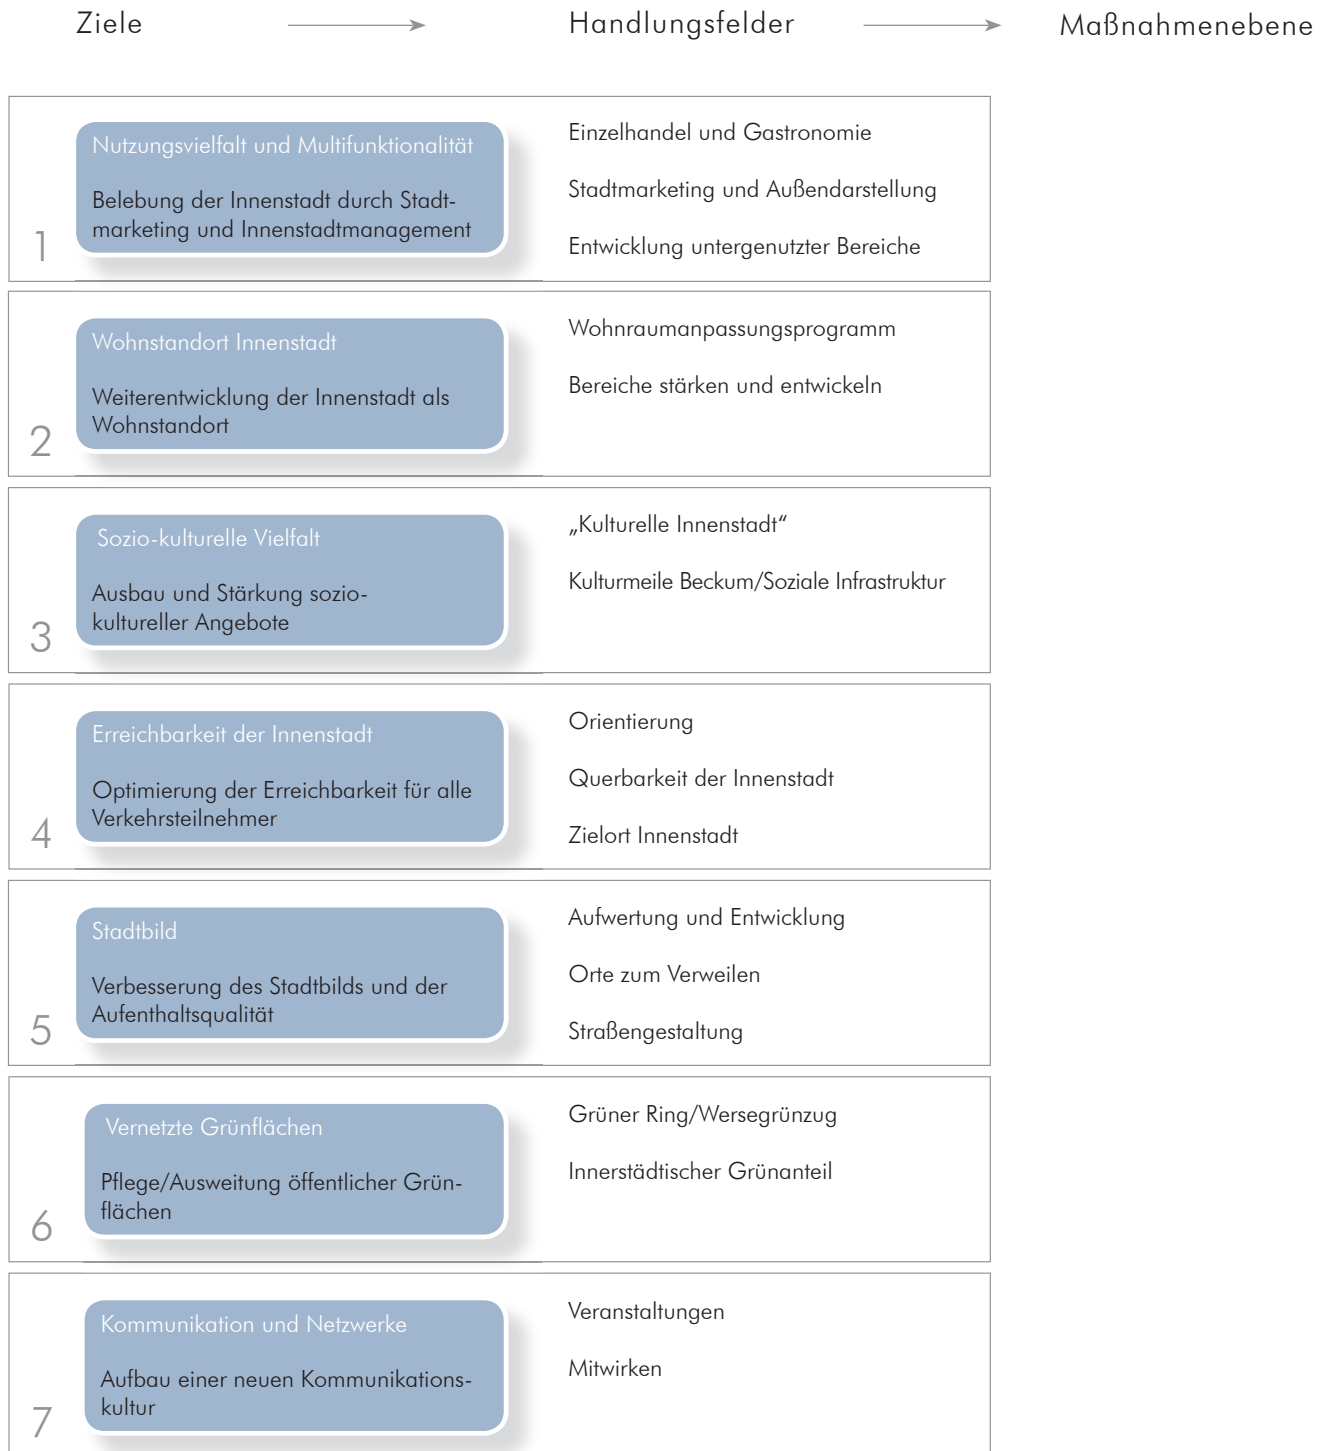 Ziele
Handlungsfelder
Maßnahmenebene
1
Nutzungsvielfalt und Multifunktionalität
Belebung der Innenstadt durch Stadt-
marketing und Innenstadtmanagement
Einzelhandel und Gastronomie
Stadtmarketing und Außendarstellung
Entwicklung untergenutzter Bereiche
2
Wohnstandort Innenstadt
Weiterentwicklung der Innenstadt als
Wohnstandort
Wohnraumanpassungsprogramm
Bereiche stärken und entwickeln
3
Sozio-kulturelle Vielfalt
Ausbau und Stärkung sozio-
kultureller Angebote
„Kulturelle Innenstadt“
Kulturmeile Beckum/Soziale Infrastruktur
4
Erreichbarkeit der Innenstadt
Optimierung der Erreichbarkeit für alle
Verkehrsteilnehmer
Orientierung
Querbarkeit der Innenstadt
Zielort Innenstadt
5
Stadtbild
Verbesserung des Stadtbilds und der
Aufenthaltsqualität
Aufwertung und Entwicklung
Orte zum Verweilen
Straßengestaltung
6
Vernetzte Grünflächen
Pflege/Ausweitung öffentlicher Grün-
flächen
Grüner Ring/Wersegrünzug
Innerstädtischer Grünanteil
7
Kommunikation und Netzwerke
Aufbau einer neuen Kommunikations-
kultur
Veranstaltungen
Mitwirken